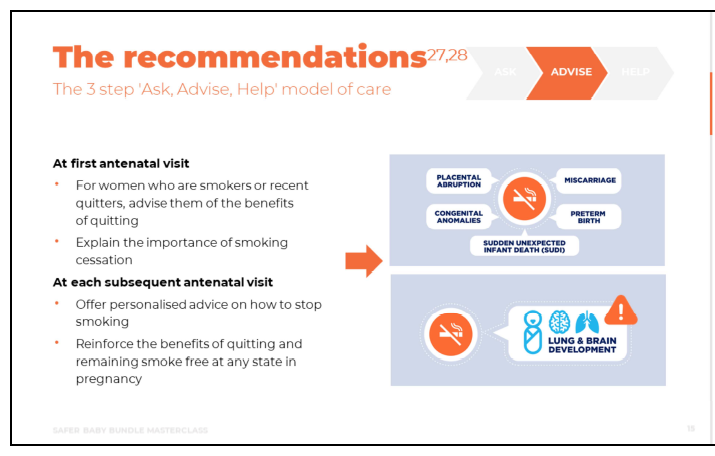 The recommendations27,28
The 3 step 'Ask, Advise, Help' model of care
ASK
ADVISE
HELP
At first antenatal visit
• For women who are smokers or recent
quitters, advise them of the benefits
of quitting
• Explain the importance of smoking
cessation
At each subsequent antenatal visit
• Offer personalised advice on how to stop
smoking
• Reinforce the benefits of quitting and
remaining smoke free at any state in
pregnancy
PLACENTAL
ABRUPTION
MISCARRIAGE
CONGENITAL
ANOMALIES
PRETERM
BIRTH
SUDDEN UNEXPECTED
INFANT DEATH (SUDI)
LUNG & BRAIN
DEVELOPMENT
SAFER BABY BUNDLE MASTERCLASS
15